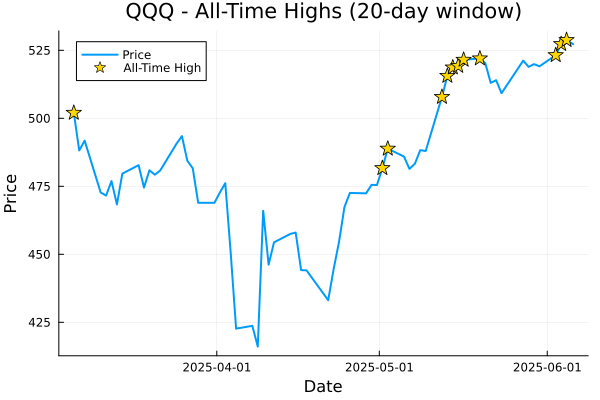 QQQ - All-Time Highs (20-day window)
Price
All-Time High
525
500
475
450
425
Price
2025-04-01
2025-05-01
2025-06-01
Date